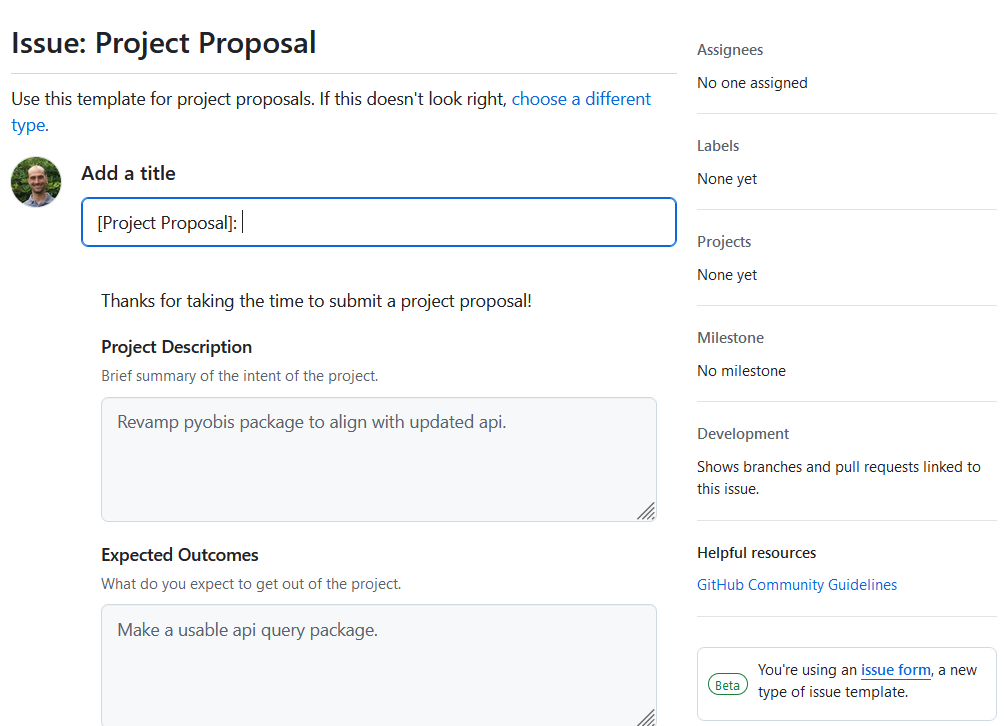 Issue: Project Proposal
Use this template for project proposals. If this doesn't look right, choose a different
type.
Add a title
[Project Proposal]:
Thanks for taking the time to submit a project proposal!
Project Description
Brief summary of the intent of the project.
Revamp pyobis package to align with updated api.
Expected Outcomes
What do you expect to get out of the project.
Make a usable api query package.
Assignees
No one assigned
Labels
None yet
Projects
None yet
Milestone
No milestone
Development
Shows branches and pull requests linked to
this issue.
Helpful resources
GitHub Community Guidelines
Beta
You're using an issue form, a new
type of issue template.